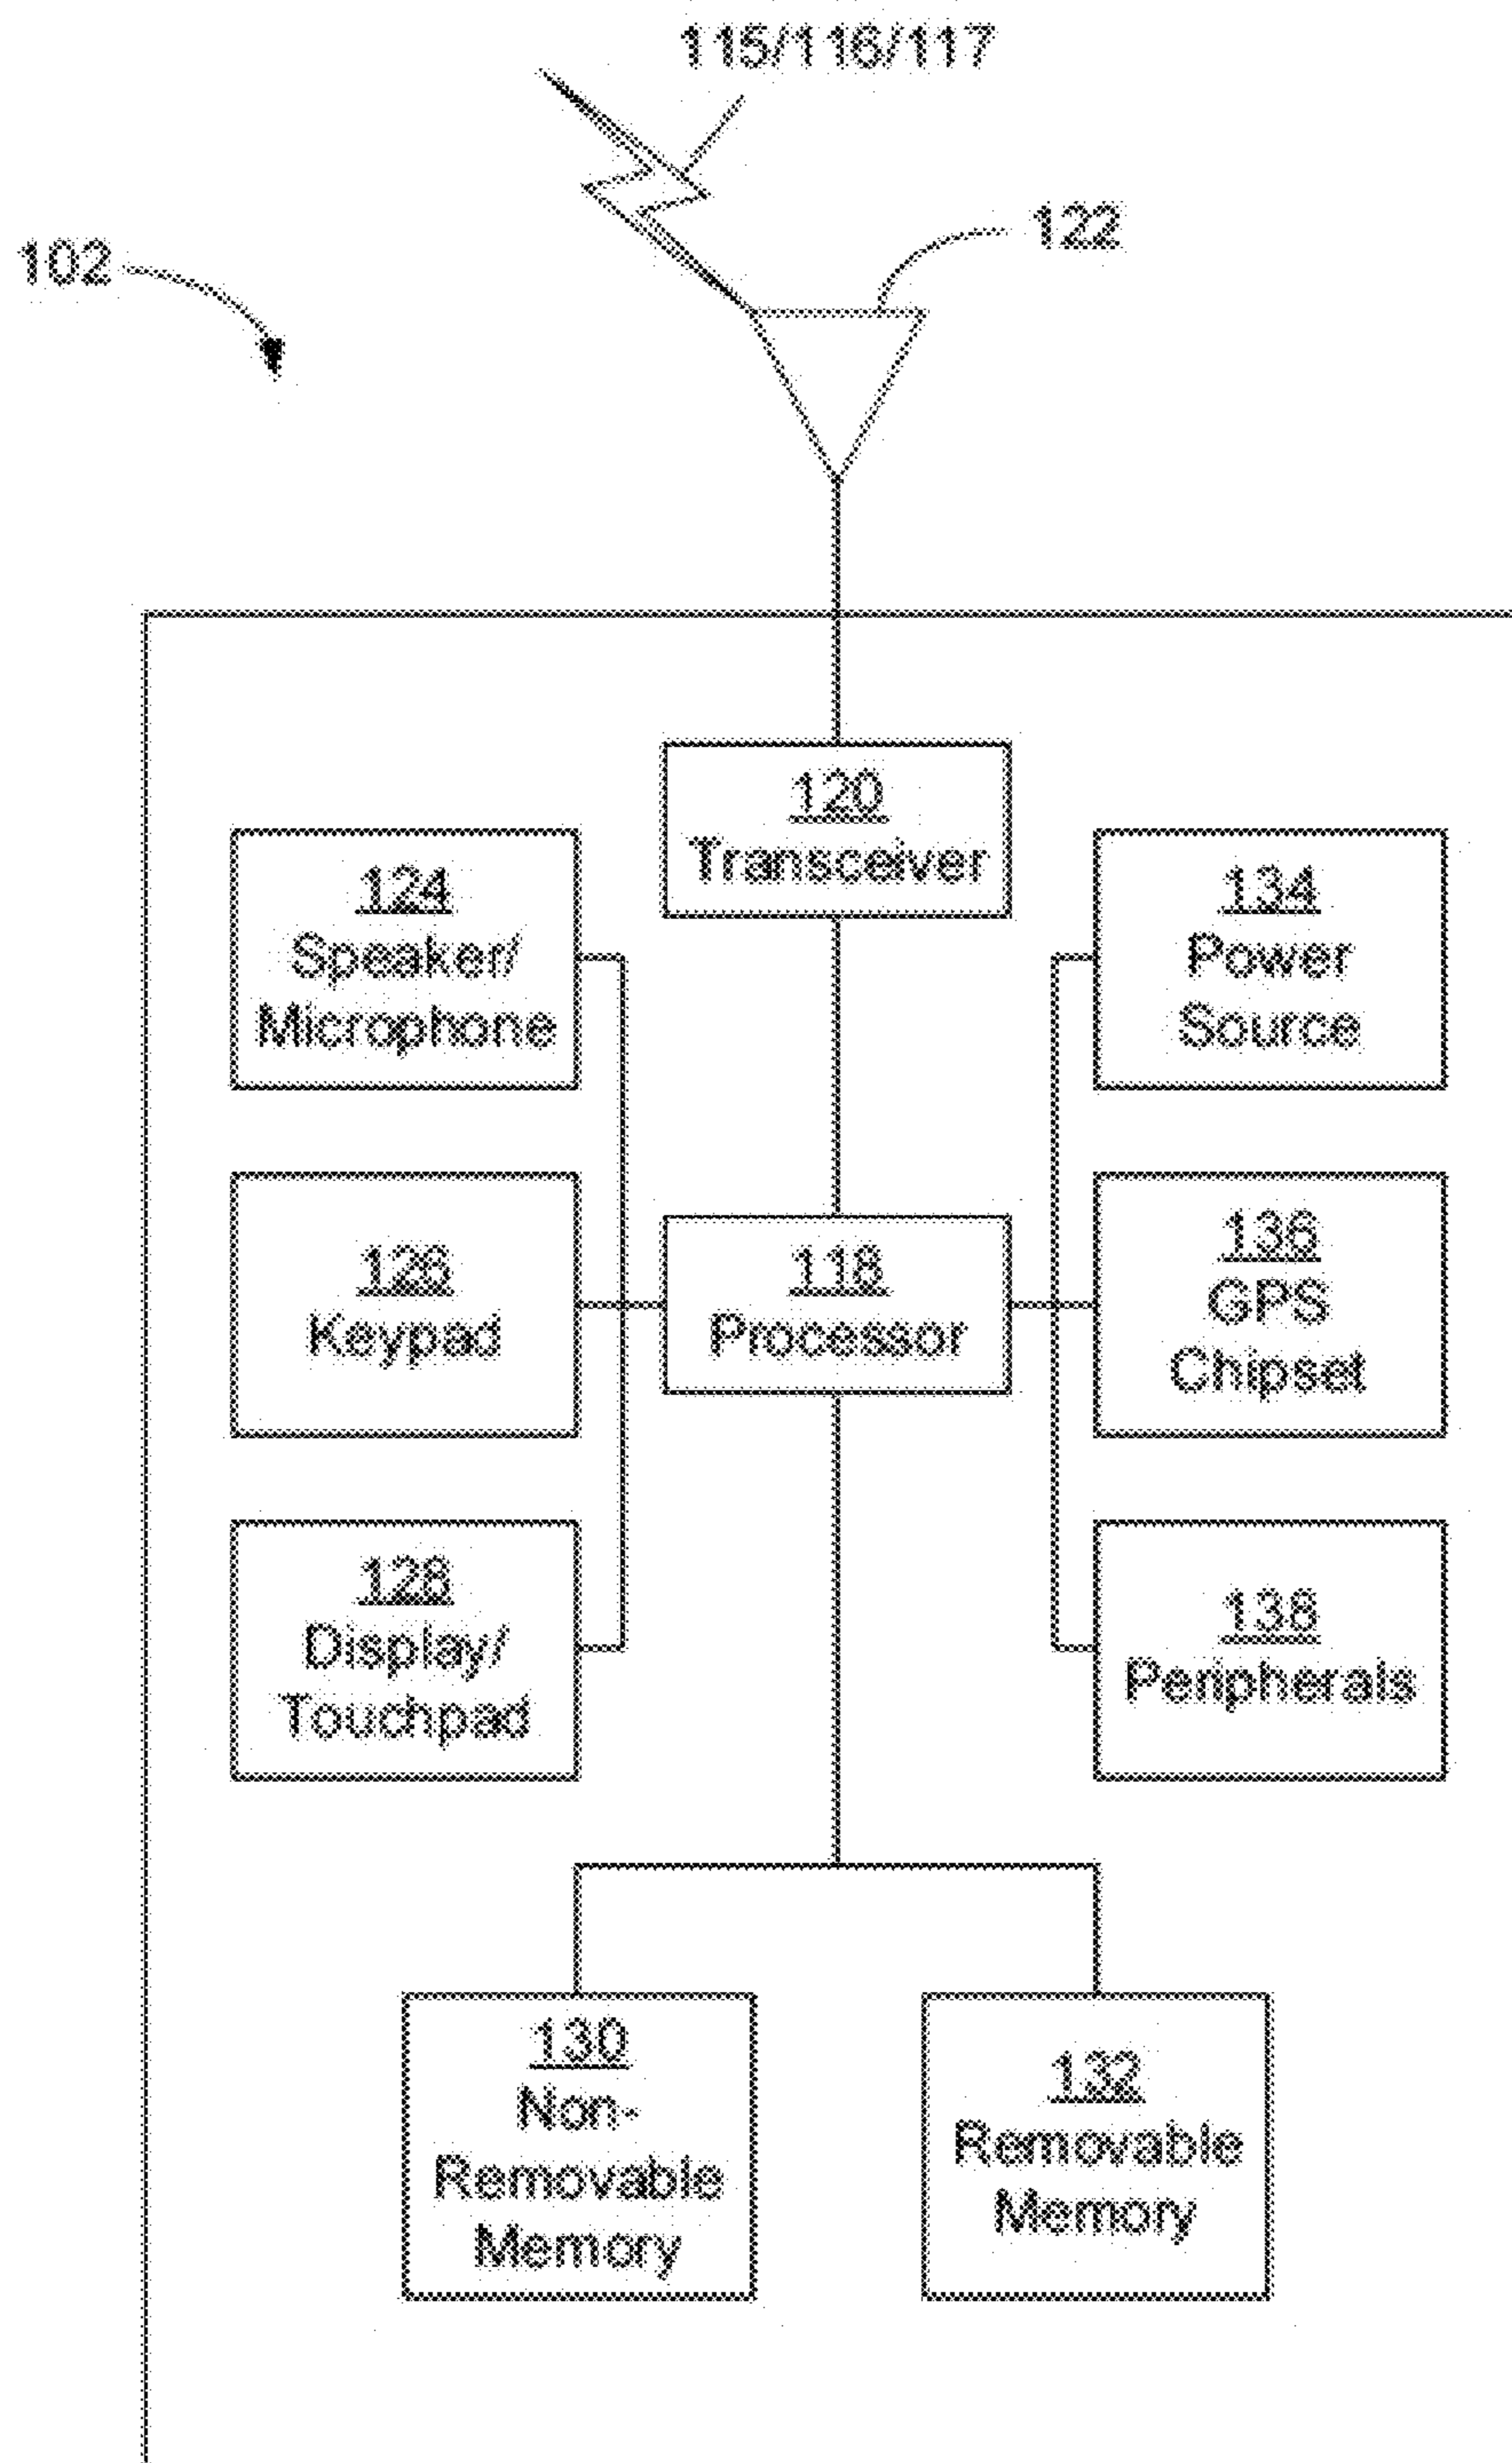 115/116/117
122
102
120
Transceiver
124
Speaker/
Microphone
134
Power
Source
126
Keypad
118
Processor
136
GPS
Chipset
128
Display/
Touchpad
138
Peripherals
130
Non-
Removable
Memory
132
Removable
Memory